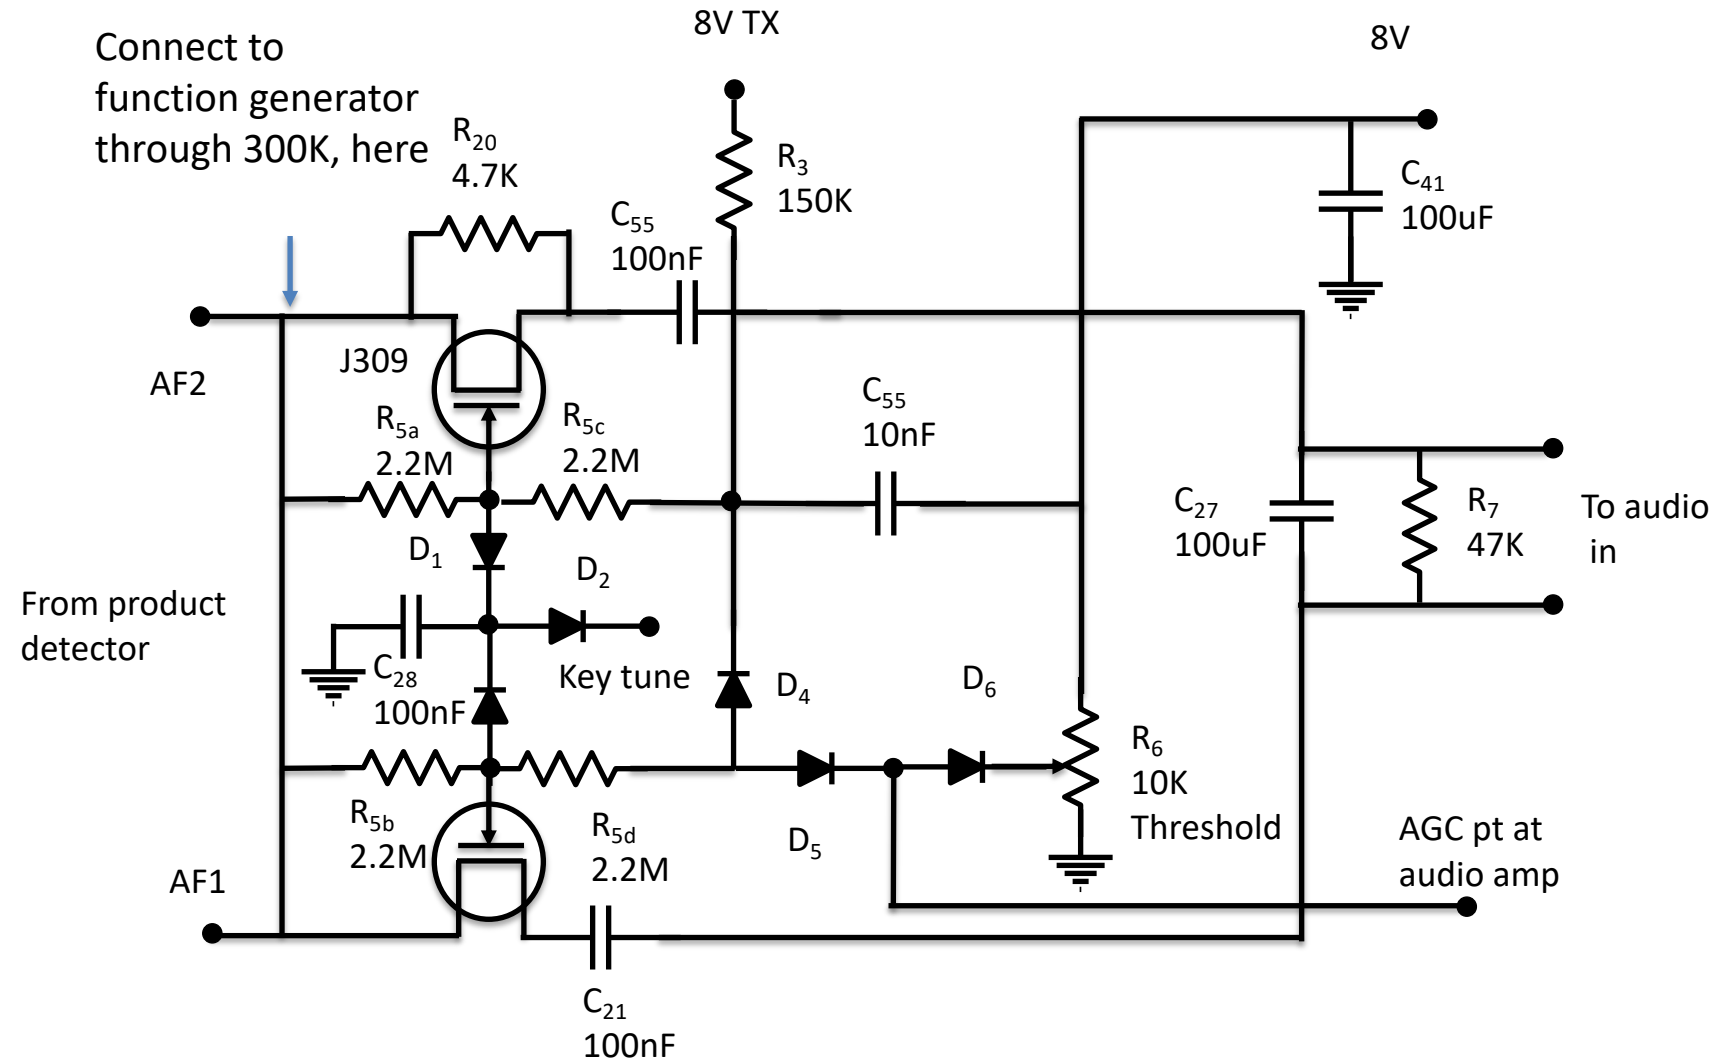 8V TX
8V
Connect to
function generator
through 300K, here
R20
4.7K
R3
150K
C41
100uF
C55
100nF
J309
AF2
C55
10nF
R5a
2.2M
R5c
2.2M
C27
100uF
R7
47K
To audio
in
D1
D2
From product
detector
C28
100nF
Key tune
D4
D6
R6
10K
Threshold
R5b
2.2M
R5d
2.2M
D5
AGC pt at
audio amp
AF1
C21
100nF